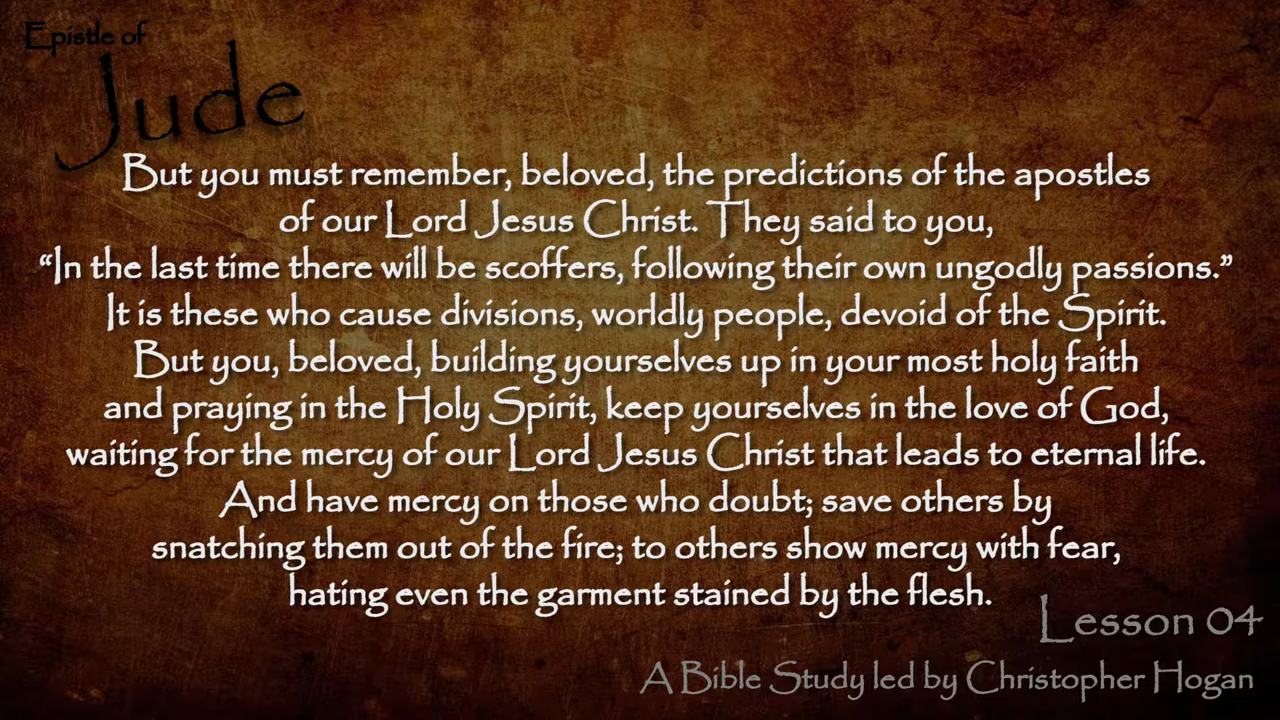 Epistle of
Jude
But you must remember, beloved, the predictions of the apostles
of our Lord Jesus Christ. They said to you,
“In the last time there will be scoffers, following their own ungodly passions.”
It is these who cause divisions, worldly people, devoid of the Spirit.
But you, beloved, building yourselves up in your most holy faith
and praying in the Holy Spirit, keep yourselves in the love of God,
waiting for the mercy of our Lord Jesus Christ that leads to eternal life.
And have mercy on those who doubt; save others by
snatching them out of the fire; to others show mercy with fear,
hating even the garment stained by the flesh.
Lesson 04
A Bible Study led by Christopher Hogan